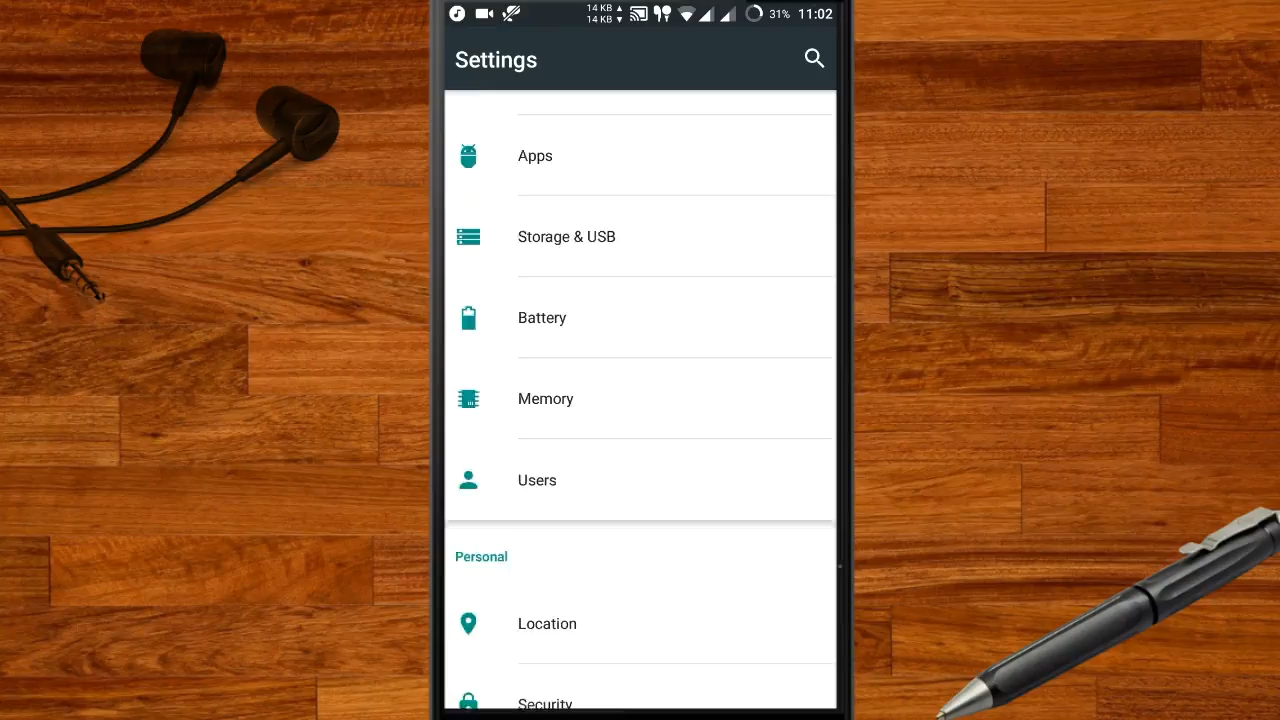 14 KB ▲
14 KB ▼
31% 11:02
Settings
Apps
Storage & USB
Battery
Memory
Users
Personal
Location
Security